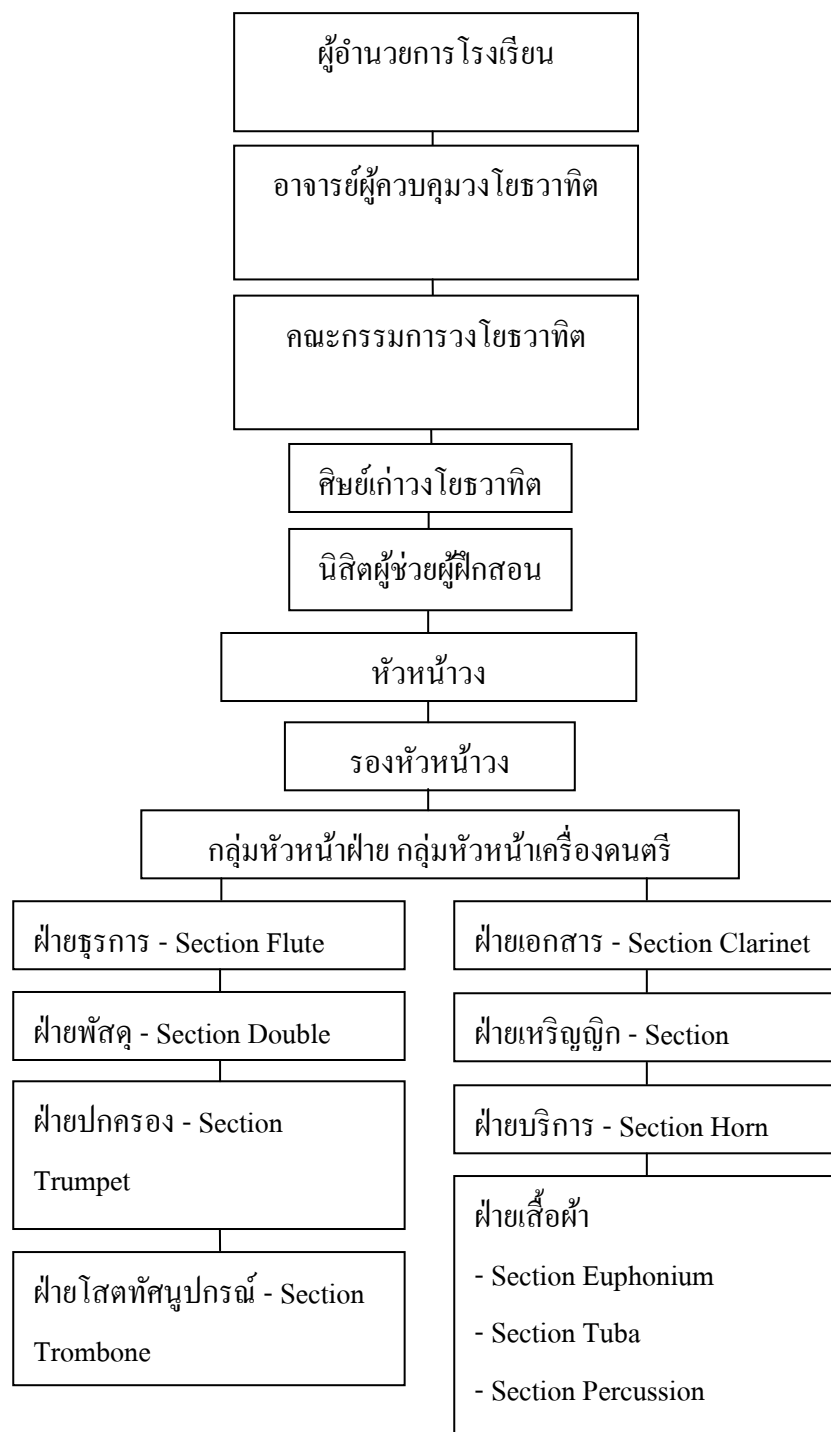 ผู้อำนวยการโรงเรียน
อาจารย์ผู้ควบคุมวงโยธวาทิต
คณะกรรมการวงโยธวาทิต
ศิษย์เก่าวงโยธวาทิต
นิสิตผู้ช่วยผู้ฝึกสอน
หัวหน้าวง
รองหัวหน้าวง
กลุ่มหัวหน้าฝ่าย กลุ่มหัวหน้าเครื่องดนตรี
ฝ่ายธุรการ - Section Flute
ฝ่ายพัสดุ - Section Double
ฝ่ายปกครอง - Section
Trumpet
ฝ่ายโสตทัศนูปกรณ์ - Section
Trombone
ฝ่ายเอกสาร - Section Clarinet
ฝ่ายเหริญญิก - Section
ฝ่ายบริการ - Section Horn
ฝ่ายเสื้อผ้า
- Section Euphonium
- Section Tuba
- Section Percussion